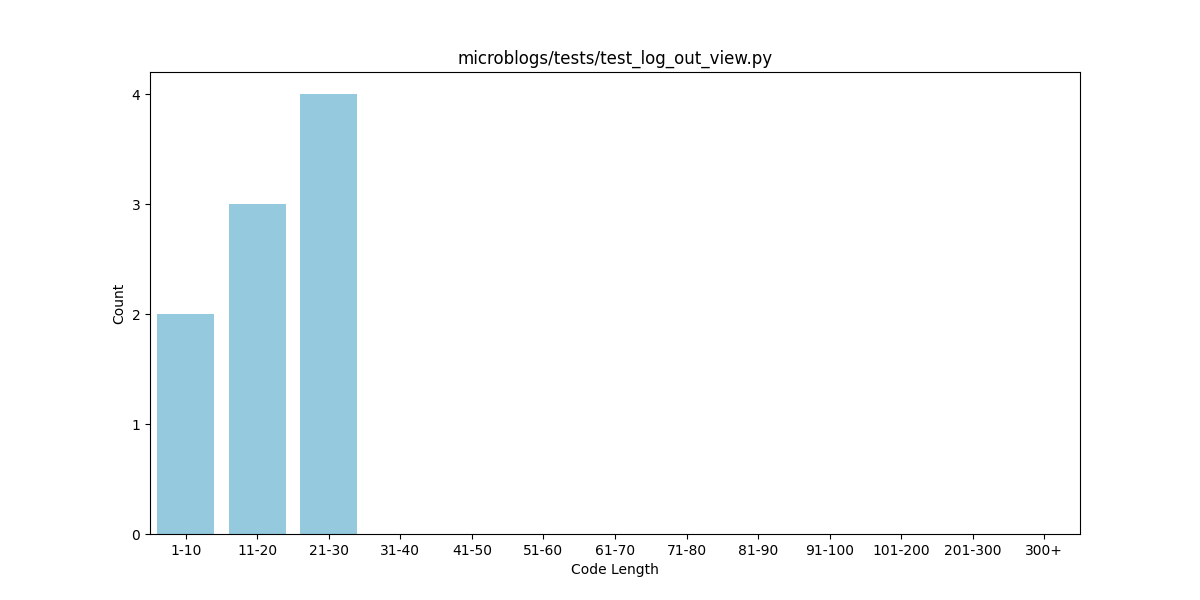 microblogs/tests/test_log_out_view.py
4
3
2
1
0
Count
1-10 11-20 21-30 31-40 41-50 51-60 61-70 71-80 81-90 91-100 101-200 201-300 300+
Code Length